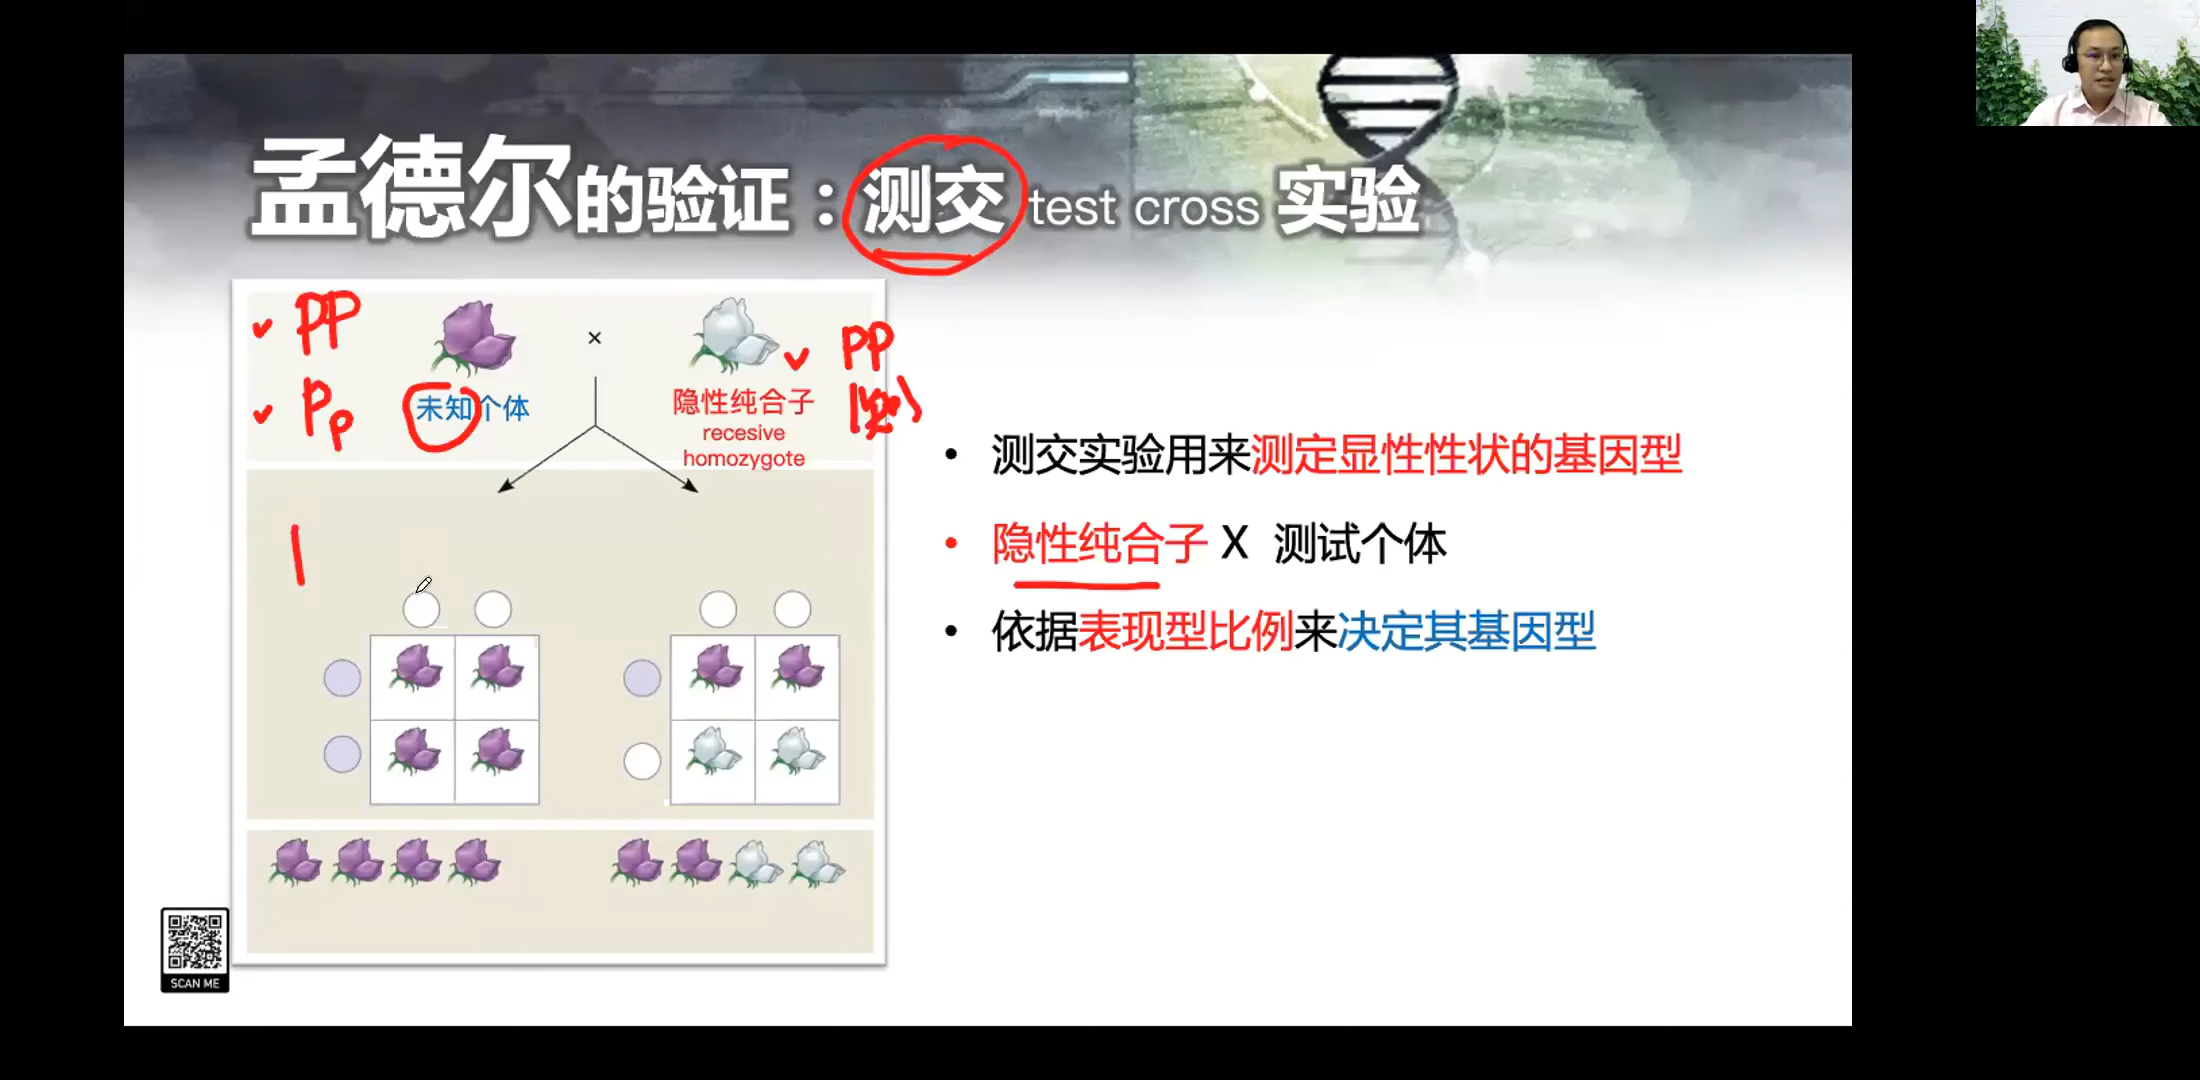 孟德尔的验证：测交 test cross 实验
PP
×
pp
Pp
未知个体
隐性纯合子
recesive
homozygote
测交实验用来测定显性性状的基因型
隐性纯合子 X 测试个体
依据表现型比例来决定其基因型
SCAN ME